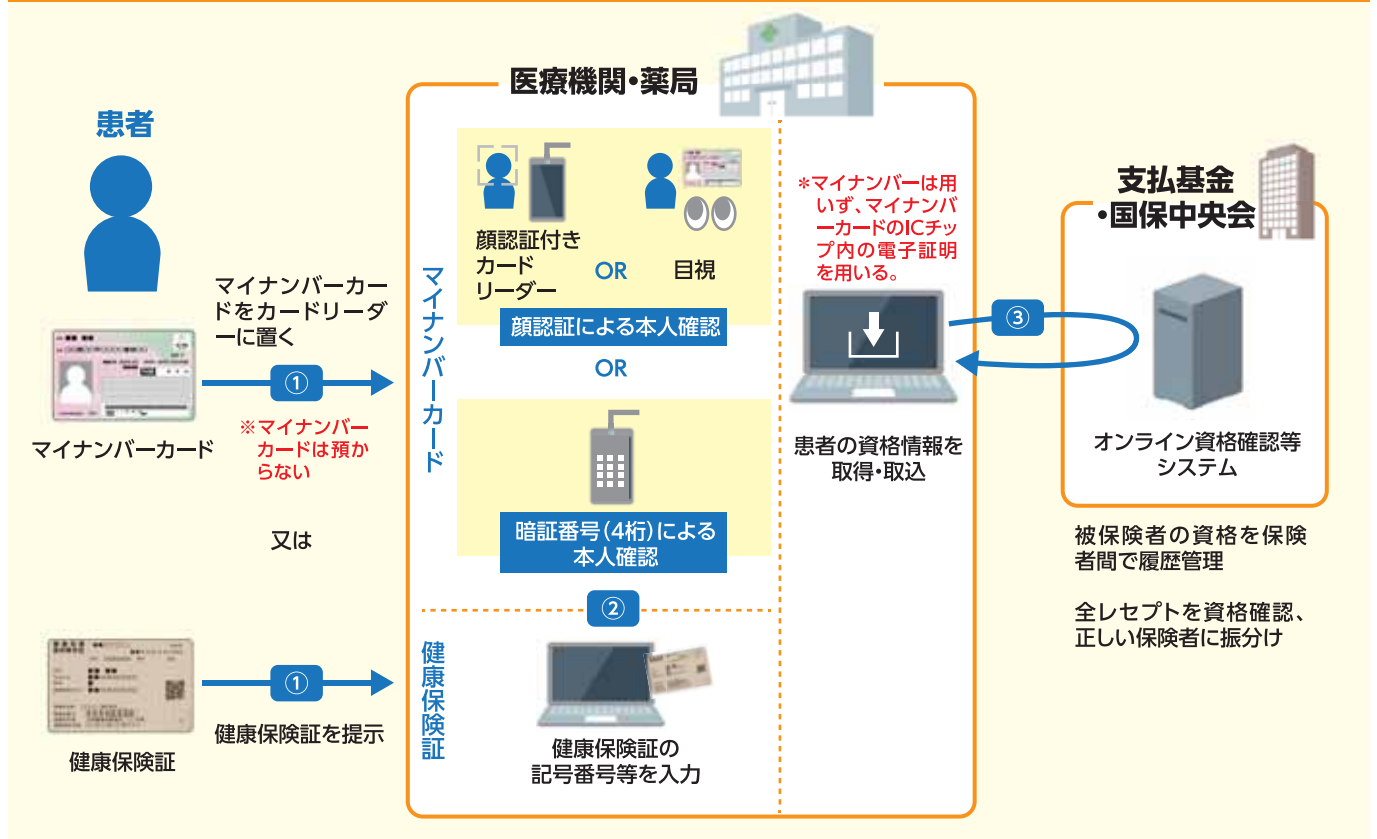 医療機関・薬局
患者
マイナンバーカー
ドをカードリーダ
ーに置く
①
※マイナンバー
カードは預か
らない
マイナンバーカード
又は
①
健康保険証を提示
健康保険証
マイナンバーカード
顔認証付き
カード
リーダー
OR
目視
顔認証による本人確認
OR
暗証番号(4桁)による
本人確認
②
健康保険証
健康保険証の
記号番号等を入力
*マイナンバーは用
いず、マイナンバ
ーカードのICチッ
プ内の電子証明
を用いる。
患者の資格情報を
取得・取込
③
支払基金
・国保中央会
オンライン資格確認等
システム
被保険者の資格を保険
者間で履歴管理
全レセプトを資格確認、
正しい保険者に振分け